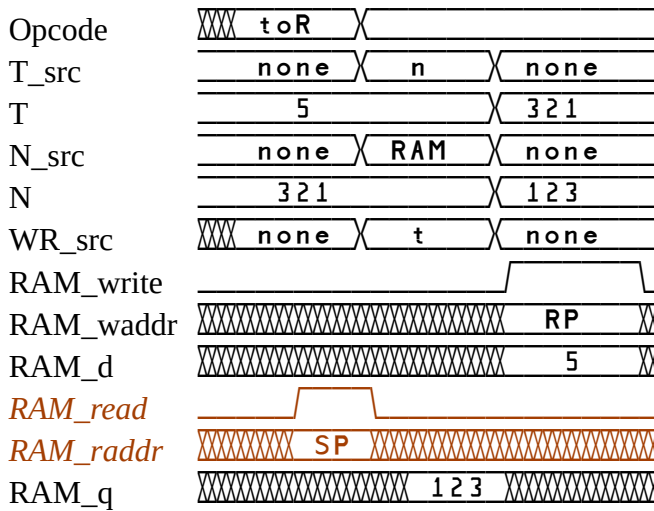 Opcode toR
T_src none n none
T 5 321
N_src none RAM none
N 321 123
WR_src none t none
RAM_write
RAM_waddr RP
RAM_d 5
RAM_read
RAM_raddr SP
RAM_q 123